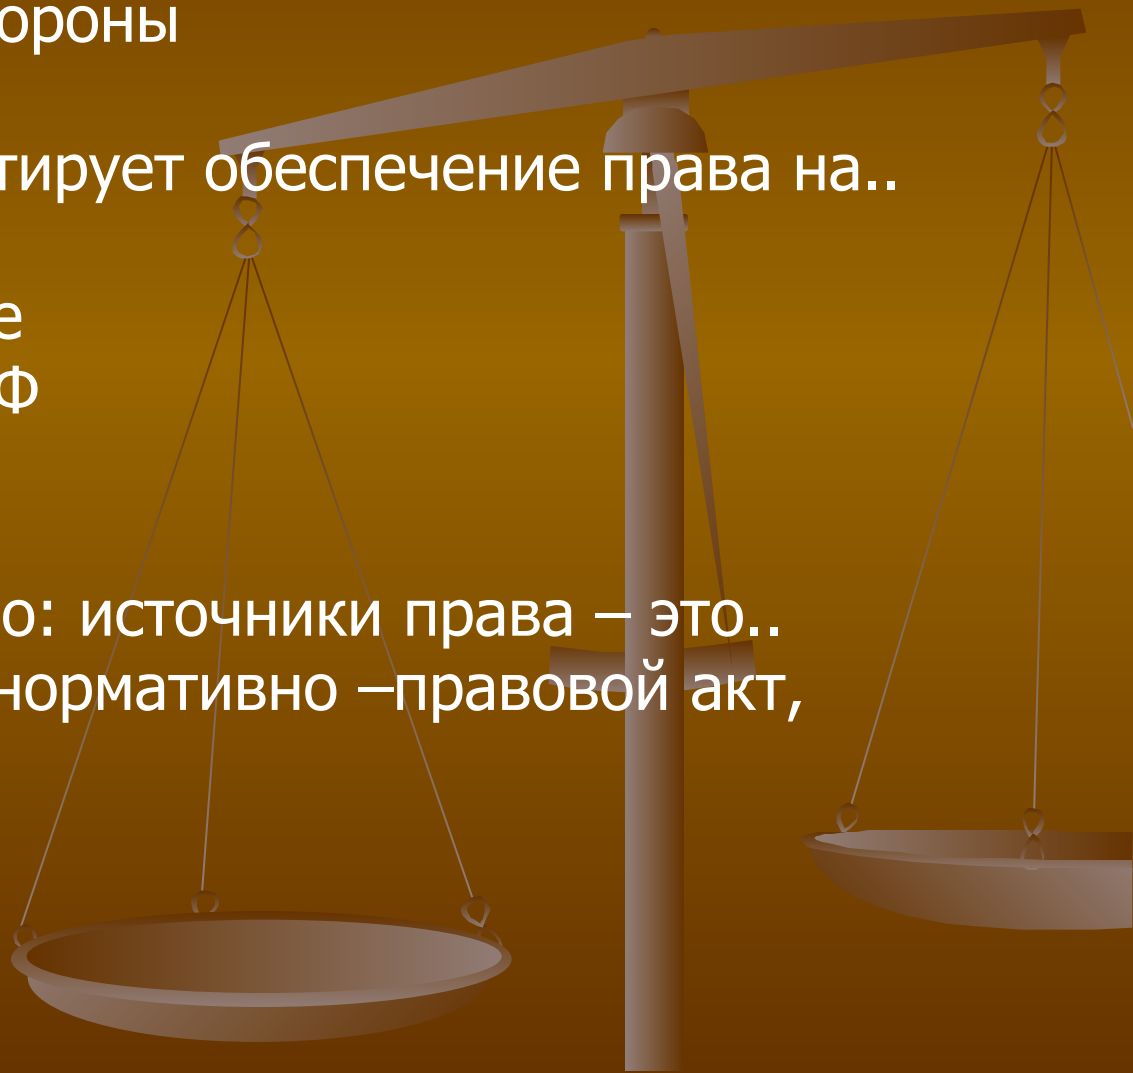 ороны
тирует обеспечение права на..
е
Ф
о: источники права – это..
нормативно –правовой акт,